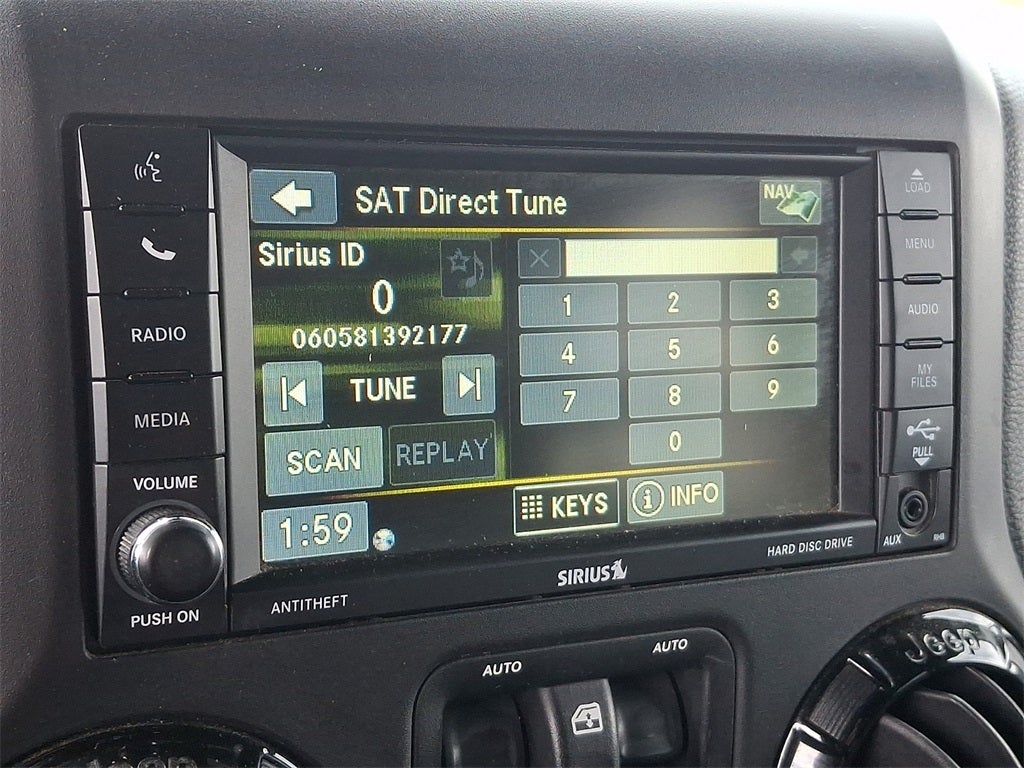 SAT Direct Tune
NAV
Sirius ID
0
060581392177
TUNE
SCAN
REPLAY
1:59
1 2 3
4 5 6
7 8 9
0
KEYS
INFO
RADIO
MEDIA
VOLUME
PUSH ON
LOAD
MENU
AUDIO
MY
FILES
PULL
AUX
RHB
ANTITHEFT
SIRIUS
HARD DISC DRIVE
AUTO
AUTO
Jeep
Jeep